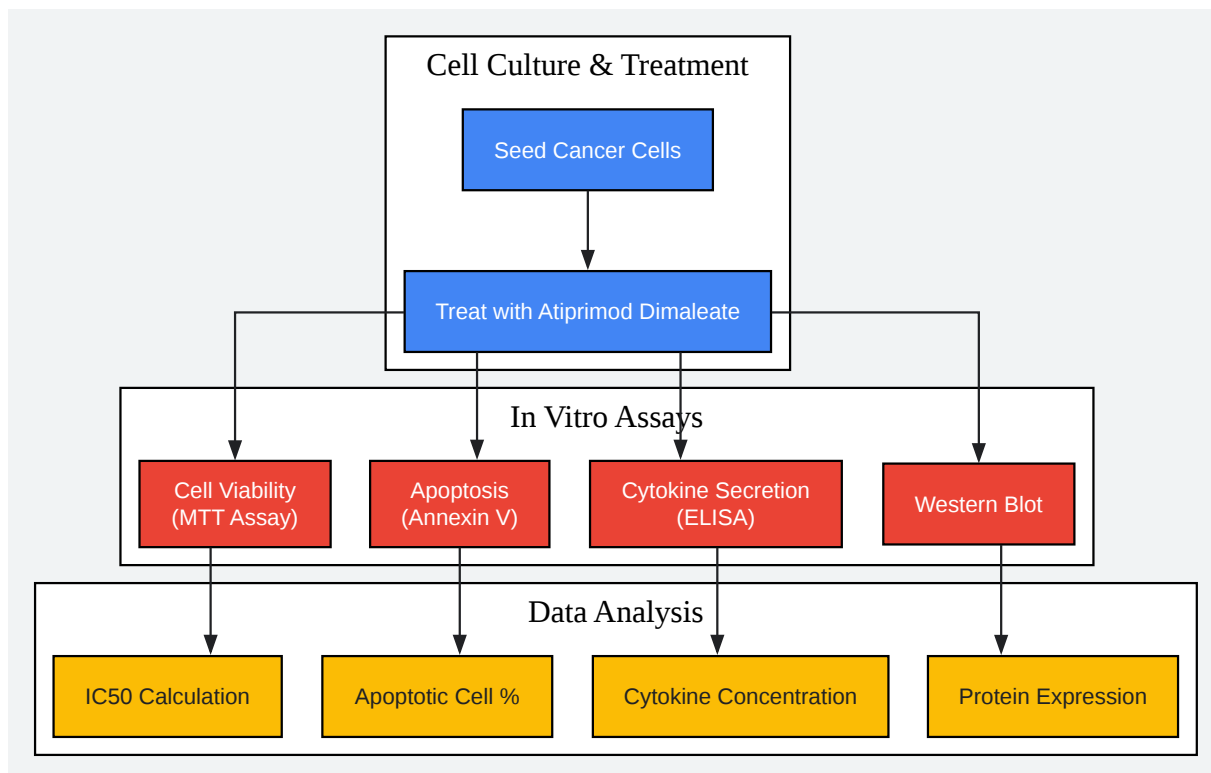 Cell Culture & Treatment
Seed Cancer Cells
Treat with Atiprimod Dimaleate
In Vitro Assays
Cell Viability
(MTT Assay)
Apoptosis
(Annexin V)
Cytokine Secretion
(ELISA)
Western Blot
Data Analysis
IC50 Calculation
Apoptotic Cell %
Cytokine Concentration
Protein Expression